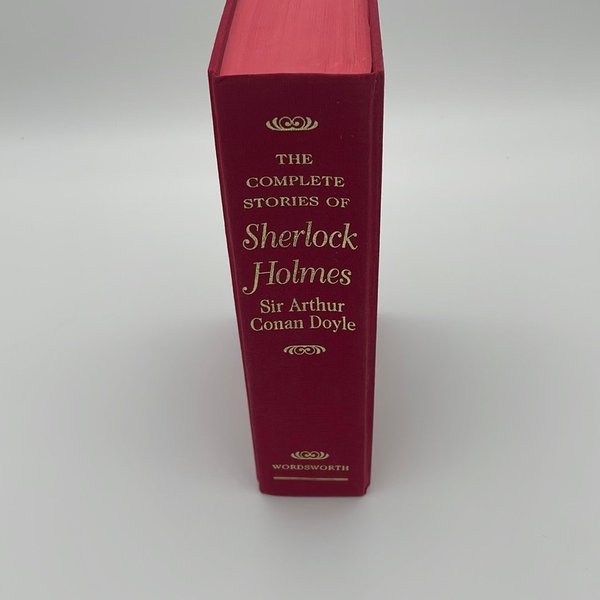 THE
COMPLETE
STORIES OF
Sherlock
Holmes
Sir Arthur
Conan Doyle
WORDSWORTH